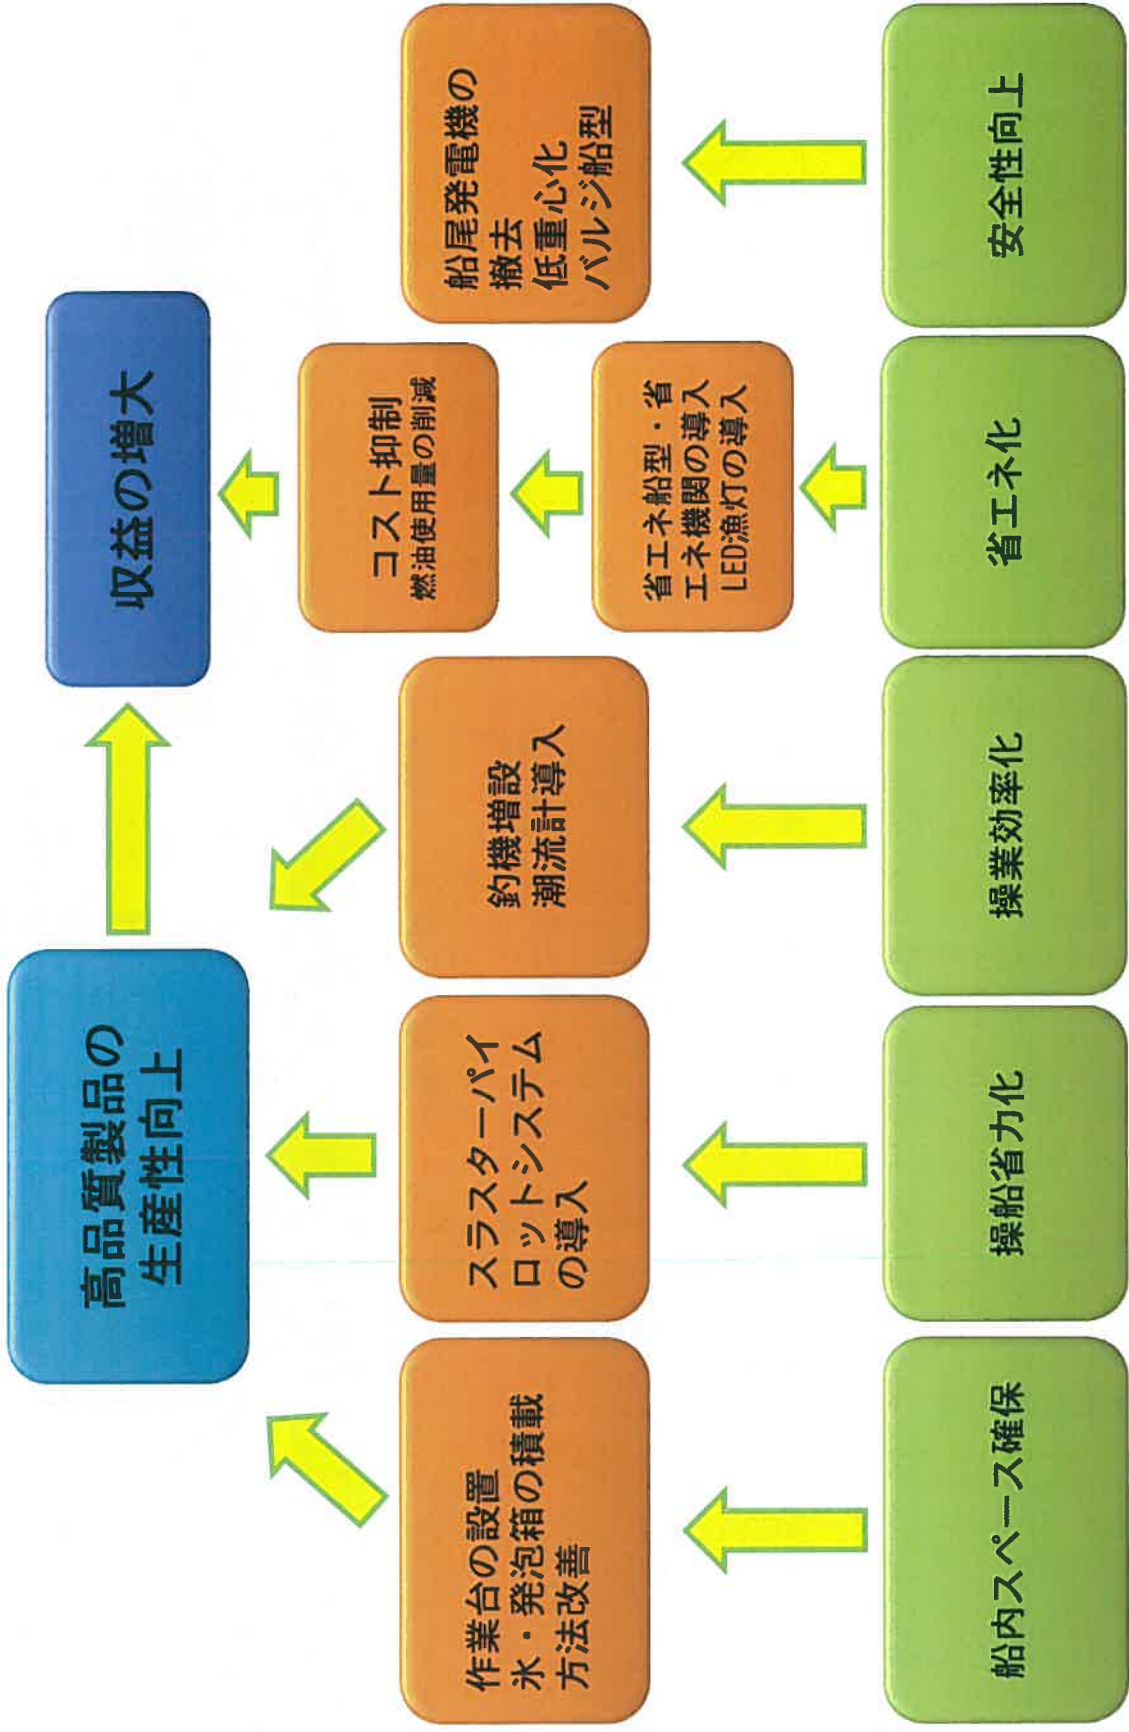 高品質製品の
生産性向上
収益の増大
作業台の設置
氷・発泡箱の積載
方法改善
スラスターパイ
ロットシステム
の導入
釣機増設
潮流計導入
コスト抑制
燃油使用量の削減
省エネ船型・省
エネ機関の導入
LED漁灯の導入
船尾発電機の
撤去
低重心化
バルジ船型
船内スペース確保
操船省力化
操業効率化
省エネ化
安全性向上